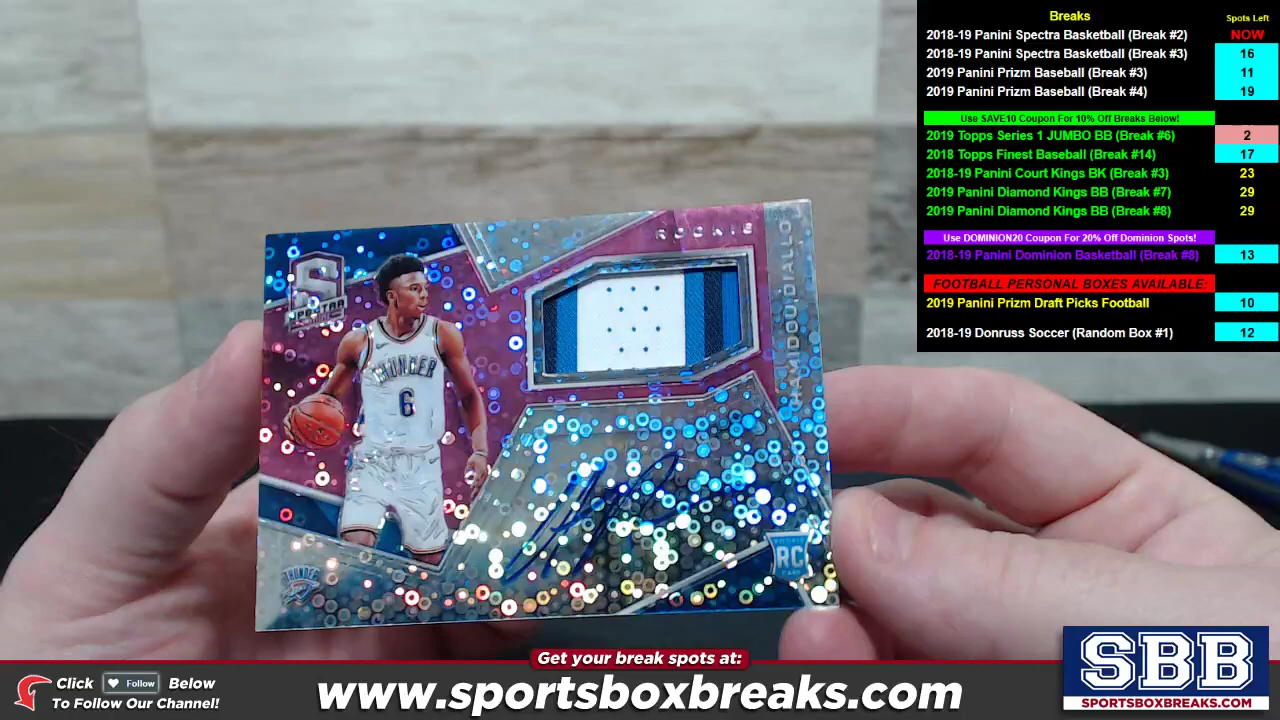 Breaks Spots Left
2018-19 Panini Spectra Basketball (Break #2) NOW
2018-19 Panini Spectra Basketball (Break #3) 16
2019 Panini Prizm Baseball (Break #3) 11
2019 Panini Prizm Baseball (Break #4) 19
Use SAVE10 Coupon For 10% Off Breaks Below!
2019 Topps Series 1 JUMBO BB (Break #6) 2
2018 Topps Finest Baseball (Break #14) 17
2018-19 Panini Court Kings BK (Break #3) 23
2019 Panini Diamond Kings BB (Break #7) 29
2019 Panini Diamond Kings BB (Break #8) 29
Use DOMINION20 Coupon For 20% Off Dominion Spots!
2018-19 Panini Dominion Basketball (Break #8) 13
FOOTBALL PERSONAL BOXES AVAILABLE:
2019 Panini Prizm Draft Picks Football 10
2018-19 Donruss Soccer (Random Box #1) 12
ROOKIE
HAMIDOU DIALLO
S
SPECTRA
THUNDER
6
THUNDER
ROOKIE
RC
CARD
Get your break spots at:
Click Follow Below
To Follow Our Channel!
www.sportsboxbreaks.com
SBB
SPORTSBOXBREAKS.COM